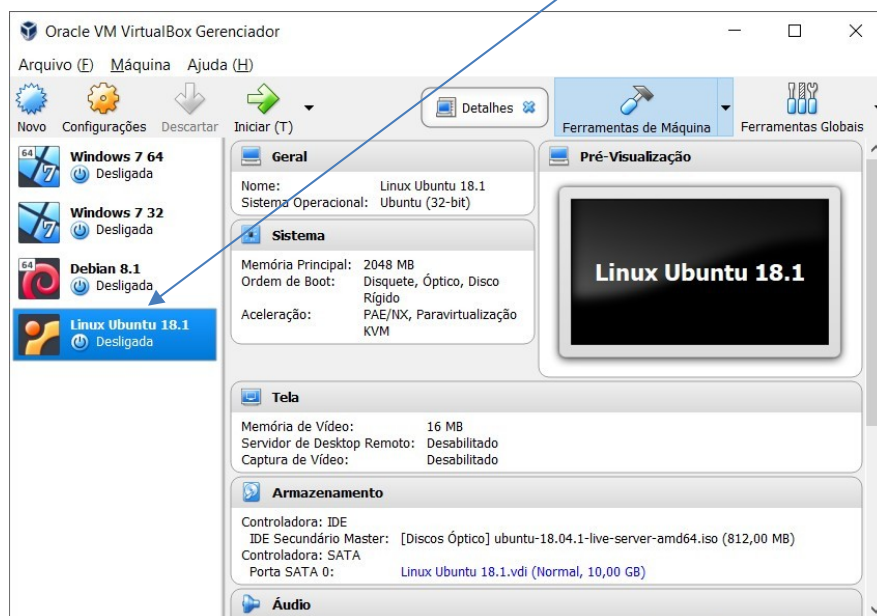 Oracle VM VirtualBox Gerenciador
Arquivo (F) Máquina Ajuda (H)
Novo Configurações Descartar Iniciar (T) Detalhes Ferramentas de Máquina Ferramentas Globais
64 Windows 7 64
Desligada
Windows 7 32
Desligada
64 Debian 8.1
Desligada
Linux Ubuntu 18.1
Desligada
Geral
Nome: Linux Ubuntu 18.1
Sistema Operacional: Ubuntu (32-bit)
Sistema
Memória Principal: 2048 MB
Ordem de Boot: Disquete, Óptico, Disco
Rígido
Aceleração: PAE/NX, Paravirtualização
KVM
Pré-Visualização
Linux Ubuntu 18.1
Tela
Memória de Vídeo: 16 MB
Servidor de Desktop Remoto: Desabilitado
Captura de Vídeo: Desabilitado
Armazenamento
Controladora: IDE
IDE Secundário Master: [Discos Óptico] ubuntu-18.04.1-live-server-amd64.iso (812,00 MB)
Controladora: SATA
Porta SATA 0: Linux Ubuntu 18.1.vdi (Normal, 10,00 GB)
Áudio